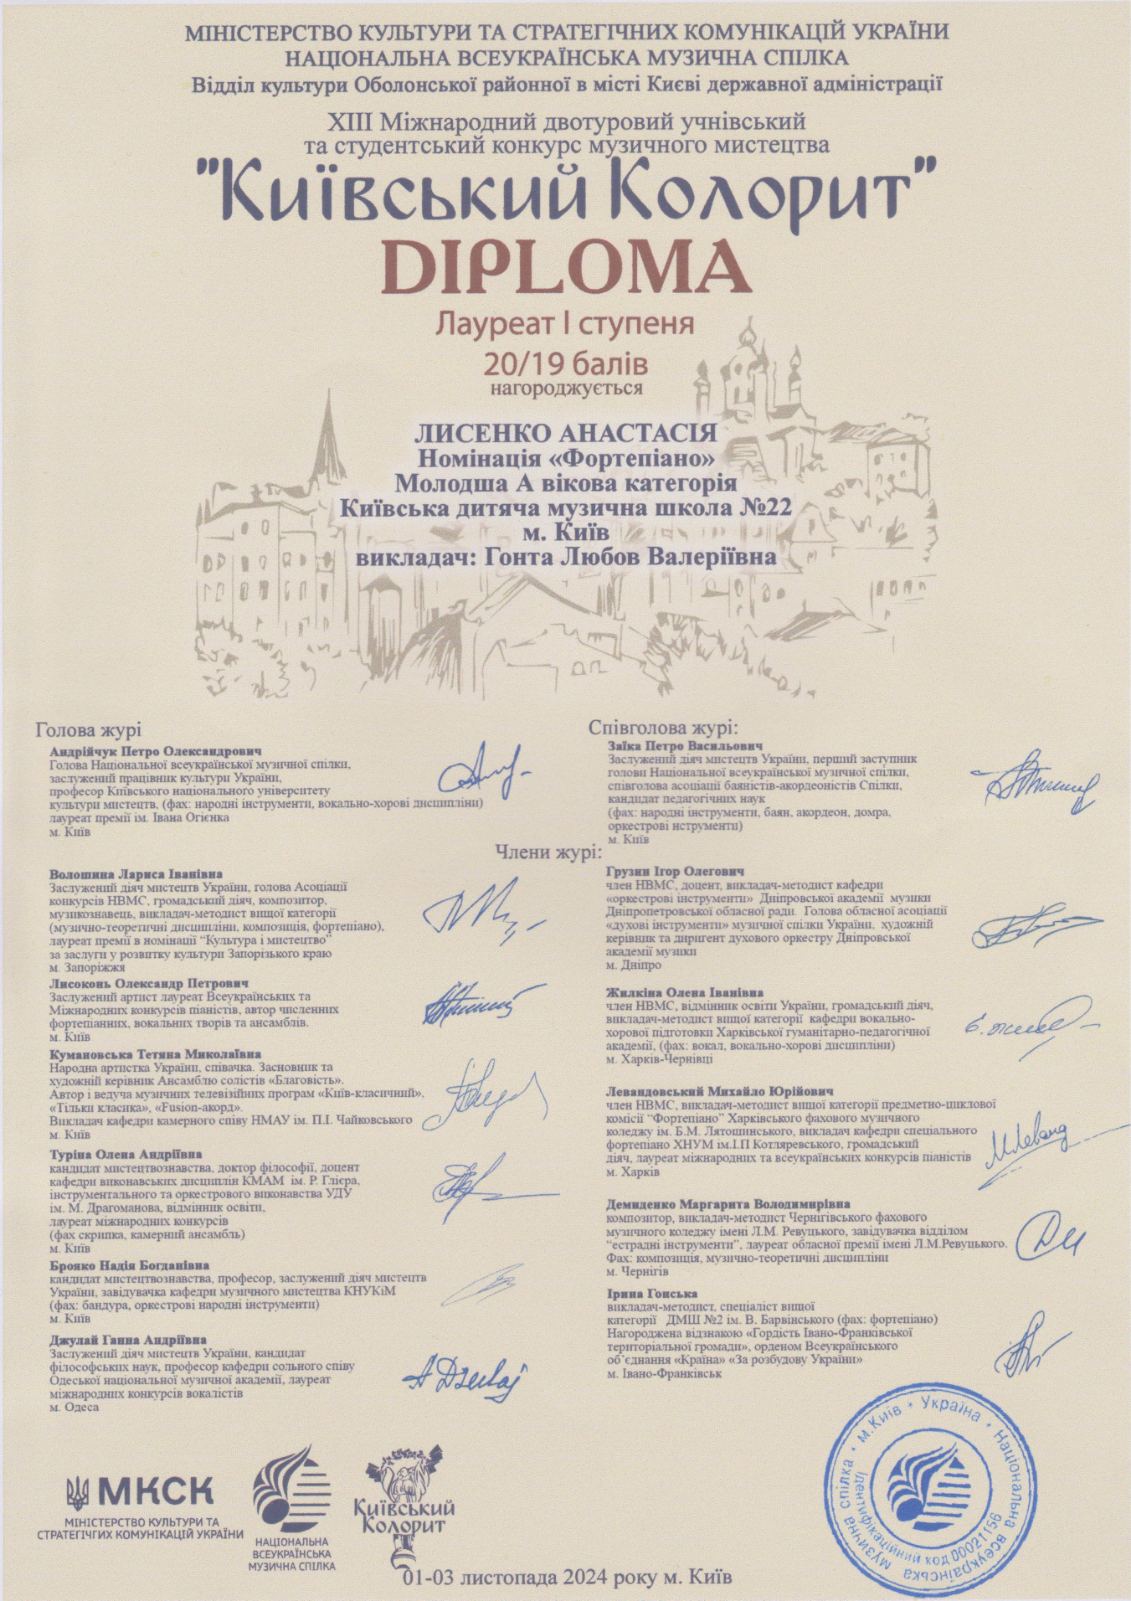 МІНІСТЕРСТВО КУЛЬТУРИ ТА СТРАТЕГІЧНИХ КОМУНІКАЦІЙ УКРАЇНИ
НАЦІОНАЛЬНА ВСЕУКРАЇНСЬКА МУЗИЧНА СПІЛКА
Відділ культури Оболонської районної в місті Києві державної адміністрації
XIII Міжнародний двотуровий учнівський
та студентський конкурс музичного мистецтва
"Київський Колорит"
DIPLOMA
Лауреат І ступеня
20/19 балів
нагороджується
ЛИСЕНКО АНАСТАСІЯ
Номінація «Фортепіано»
Молодша А вікова категорія
Київська дитяча музична школа №22
м. Київ
викладач: Гонта Любов Валеріївна
Голова журі
Андрійчук Петро Олександрович
Голова Національної всеукраїнської музичної спілки,
заслужений працівник культури України,
професор Київського національного університету
культури мистецтв, (фах: народні інструменти, вокально-хорові дисципліни)
лауреат премії ім. Івана Огієнка
м. Київ
Співголова журі:
Заїка Петро Васильович
Заслужений діяч мистецтв України, перший заступник
голови Національної всеукраїнської музичної спілки,
співголова асоціації баяністів-акордеоністів Спілки,
кандидат педагогічних наук
(фах: народні інструменти, баян, акордеон, домра,
оркестрові нструменти)
м. Київ
Члени журі:
Волошина Лариса Іванівна
Заслужений діяч мистецтв України, голова Асоціації
конкурсів НВМС, громадський діяч, композитор,
музикознавець, викладач-методист вищої категорії
(музично-теоретичні дисципліни, композиція, фортепіано),
лауреат премії в номінації “Культура і мистецтво”
за заслуги у розвитку культури Запорізького краю
м. Запоріжжя
Лисоконь Олександр Петрович
Заслужений артист лауреат Всеукраїнських та
Міжнародних конкурсів піаністів, автор численних
фортепіанних, вокальних творів та ансамблів.
м. Київ
Кумановська Тетяна Миколаївна
Народна артистка України, співачка. Засновник та
художній керівник Ансамблю солістів «Благовість».
Автор і ведуча музичних телевізійних програм «Київ-класичний»,
«Тільки класика», «Fusion-акорд».
Викладач кафедри камерного співу НМАУ ім. П.І. Чайковського
м. Київ
Туріна Олена Андріївна
кандидат мистецтвознавства, доктор філософії, доцент
кафедри виконавських дисциплін КМАМ ім. Р. Глієра,
інструментального та оркестрового виконавства УДУ
ім. М. Драгоманова, відмінник освіти,
лауреат міжнародних конкурсів
(фах скрипка, камерний ансамбль)
м. Київ
Брояко Надія Богданівна
кандидат мистецтвознавства, професор, заслужений діяч мистецтв
України, завідувачка кафедри музичного мистецтва КНУКіМ
(фах: бандура, оркестрові народні інструменти)
м. Київ
Джулай Ганна Андріївна
Заслужений діяч мистецтв України, кандидат
філософських наук, професор кафедри сольного співу
Одеської національної музичної академії, лауреат
міжнародних конкурсів вокалістів
м. Одеса
Грузин Ігор Олегович
член НВМС, доцент, викладач-методист кафедри
«оркестрові інструменти» Дніпровської академії музики
Дніпропетровської обласної ради. Голова обласної асоціації
«духові інструменти» музичної спілки України, художній
керівник та диригент духового оркестру Дніпровської
академії музики
м. Дніпро
Жилкіна Олена Іванівна
член НВМС, відмінник освіти України, громадський діяч,
викладач-методист вищої категорії кафедри вокально-
хорової підготовки Харківської гуманітарно-педагогічної
академії, (фах: вокал, вокально-хорові дисципліни)
м. Харків-Чернівці
Левандовський Михайло Юрійович
член НВМС, викладач-методист вищої категорії предметно-циклової
комісії “Фортепіано” Харківського фахового музичного
коледжу ім. Б.М. Лятошинського, викладач кафедри спеціального
фортепіано ХНУМ ім.І.П Котляревського, громадський
діяч, лауреат міжнародних та всеукраїнських конкурсів піаністів
м. Харків
Демиденко Маргарита Володимирівна
композитор, викладач-методист Чернігівського фахового
музичного коледжу імені Л.М. Ревуцького, завідувачка відділом
“естрадні інструменти”, лауреат обласної премії імені Л.М.Ревуцького.
Фах: композиція, музично-теоретичні дисципліни
м. Чернігів
Ірина Гонська
викладач-методист, спеціаліст вищої
категорії ДМШ №2 ім. В. Барвінського (фах: фортепіано)
Нагороджена відзнакою «Гордість Івано-Франківської
територіальної громади», орденом Всеукраїнського
об’єднання «Країна» «За розбудову України»
м. Івано-Франківськ
МКСК
МІНІСТЕРСТВО КУЛЬТУРИ ТА
СТРАТЕГІЧНИХ КОМУНІКАЦІЙ УКРАЇНИ
НАЦІОНАЛЬНА
ВСЕУКРАЇНСЬКА
МУЗИЧНА СПІЛКА
Київський
Колорит
м.Київ • Україна • Національна всеукраїнська музична спілка •
Ідентифікаційний код 00021156
01-03 листопада 2024 року м. Київ